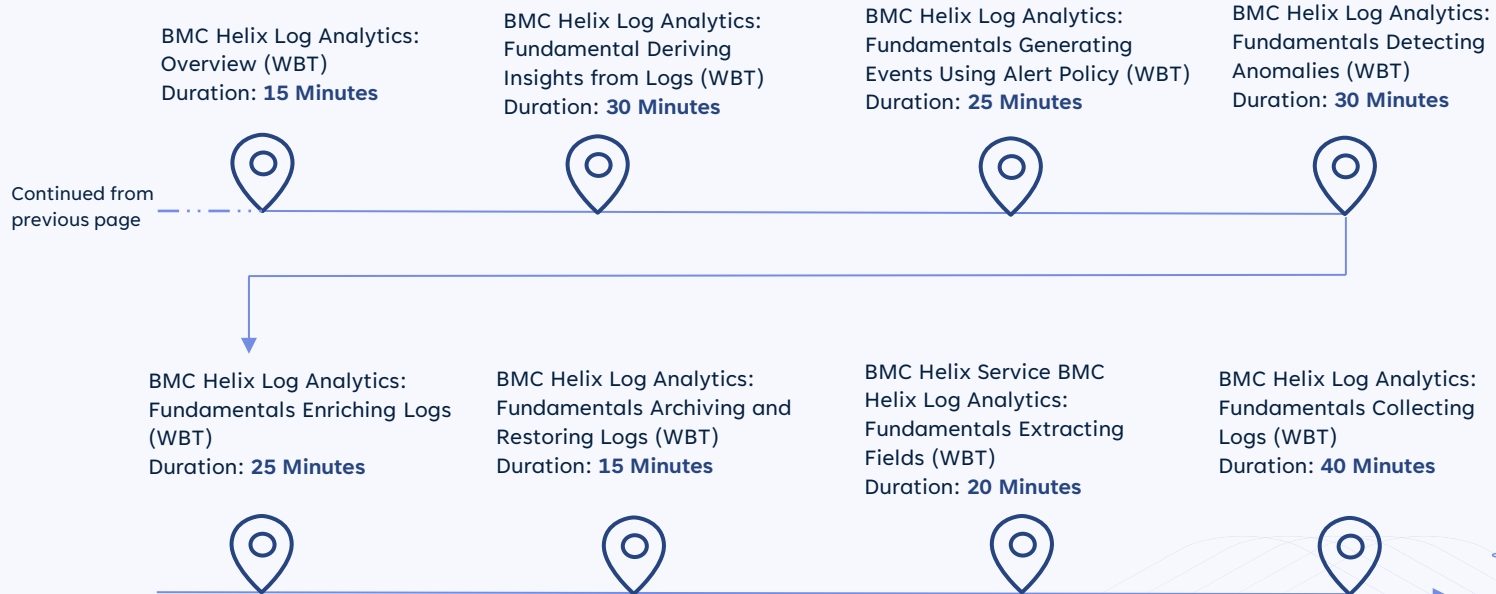 BMC Helix Log Analytics:
Overview (WBT)
Duration: 15 Minutes
BMC Helix Log Analytics:
Fundamental Deriving
Insights from Logs (WBT)
Duration: 30 Minutes
BMC Helix Log Analytics:
Fundamentals Generating
Events Using Alert Policy (WBT)
Duration: 25 Minutes
BMC Helix Log Analytics:
Fundamentals Detecting
Anomalies (WBT)
Duration: 30 Minutes
Continued from
previous page
BMC Helix Log Analytics:
Fundamentals Enriching Logs
(WBT)
Duration: 25 Minutes
BMC Helix Log Analytics:
Fundamentals Archiving and
Restoring Logs (WBT)
Duration: 15 Minutes
BMC Helix Service BMC
Helix Log Analytics:
Fundamentals Extracting
Fields (WBT)
Duration: 20 Minutes
BMC Helix Log Analytics:
Fundamentals Collecting
Logs (WBT)
Duration: 40 Minutes